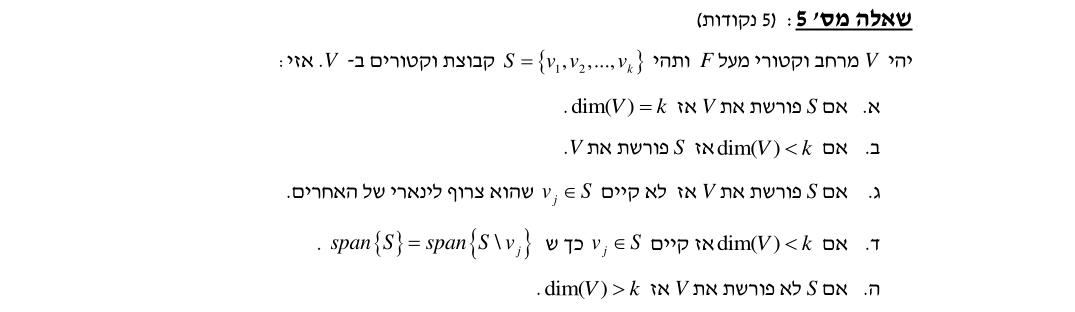 שאלה מס' 5 : (5 נקודות)
יהי V מרחב וקטורי מעל F ותהי S = {v₁, v₂, ..., vₖ} קבוצת וקטורים ב- V. אזי :
א. אם S פורשת את V אז dim(V) = k.
ב. אם dim(V) < k אז S פורשת את V.
ג. אם S פורשת את V אז לא קיים vⱼ ∈ S שהוא צרוף לינארי של האחרים.
ד. אם dim(V) < k אז קיים vⱼ ∈ S כך ש span{S} = span{S \ vⱼ} .
ה. אם S לא פורשת את V אז dim(V) > k.